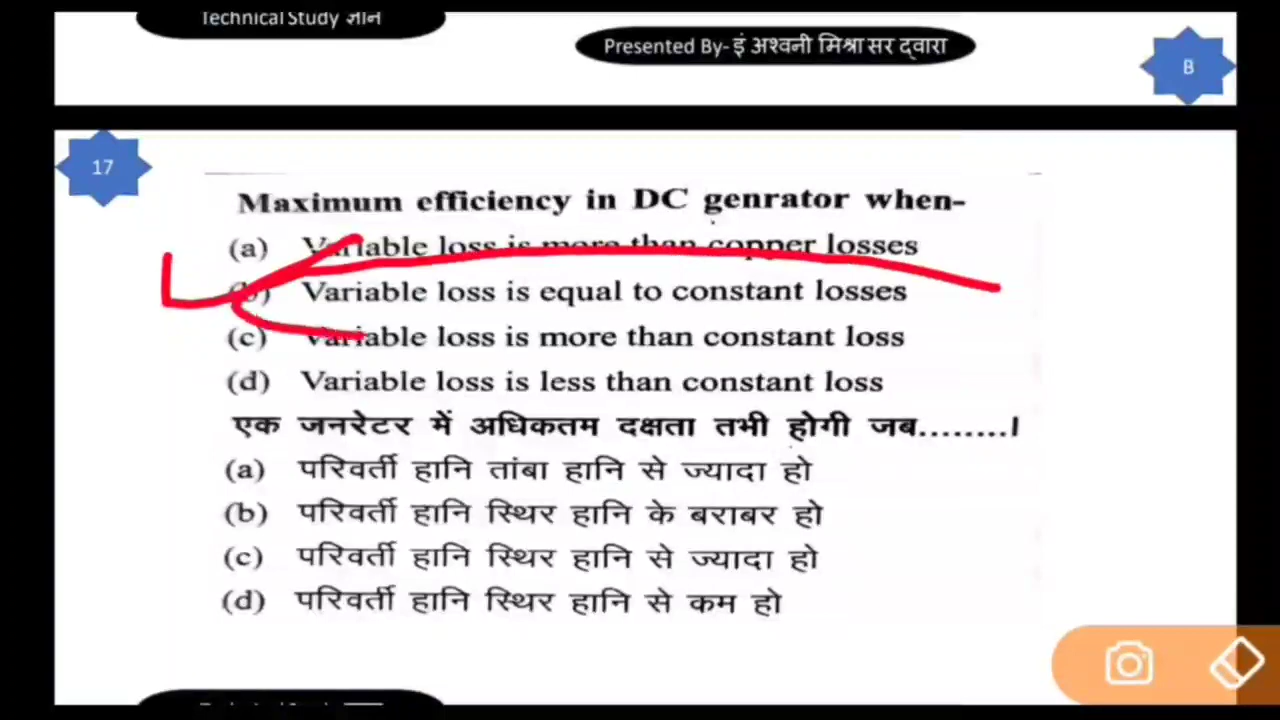 Technical Study ज्ञान
Presented By- इं अश्वनी मिश्रा सर द्वारा
B
17
Maximum efficiency in DC genrator when-
(a) Variable loss is more than copper losses
(b) Variable loss is equal to constant losses
(c) Variable loss is more than constant loss
(d) Variable loss is less than constant loss
एक जनरेटर में अधिकतम दक्षता तभी होगी जब........।
(a) परिवर्ती हानि तांबा हानि से ज्यादा हो
(b) परिवर्ती हानि स्थिर हानि के बराबर हो
(c) परिवर्ती हानि स्थिर हानि से ज्यादा हो
(d) परिवर्ती हानि स्थिर हानि से कम हो